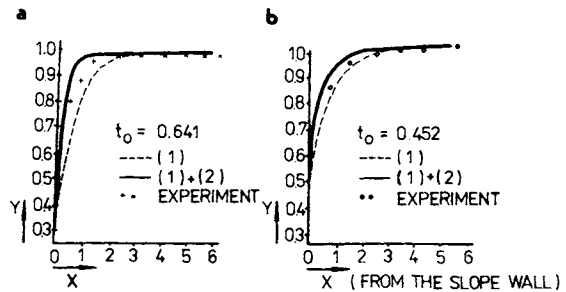 a
1.0
0.9
0.8
0.7
0.6
0.5
0.4
0.3
Y
t0 = 0.641
(1)
(1)+(2)
EXPERIMENT
0 1 2 3 4 5 6
X
b
1.0
0.9
0.8
0.7
0.6
0.5
0.4
0.3
Y
t0 = 0.452
(1)
(1)+(2)
EXPERIMENT
0 1 2 3 4 5 6
X (FROM THE SLOPE WALL)